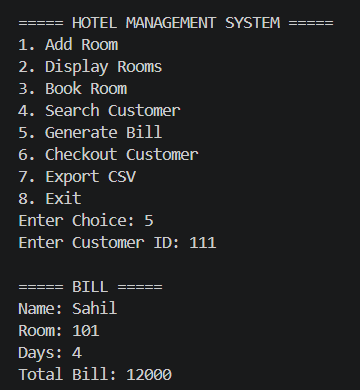 ===== HOTEL MANAGEMENT SYSTEM =====
1. Add Room
2. Display Rooms
3. Book Room
4. Search Customer
5. Generate Bill
6. Checkout Customer
7. Export CSV
8. Exit
Enter Choice: 5
Enter Customer ID: 111
===== BILL =====
Name: Sahil
Room: 101
Days: 4
Total Bill: 12000